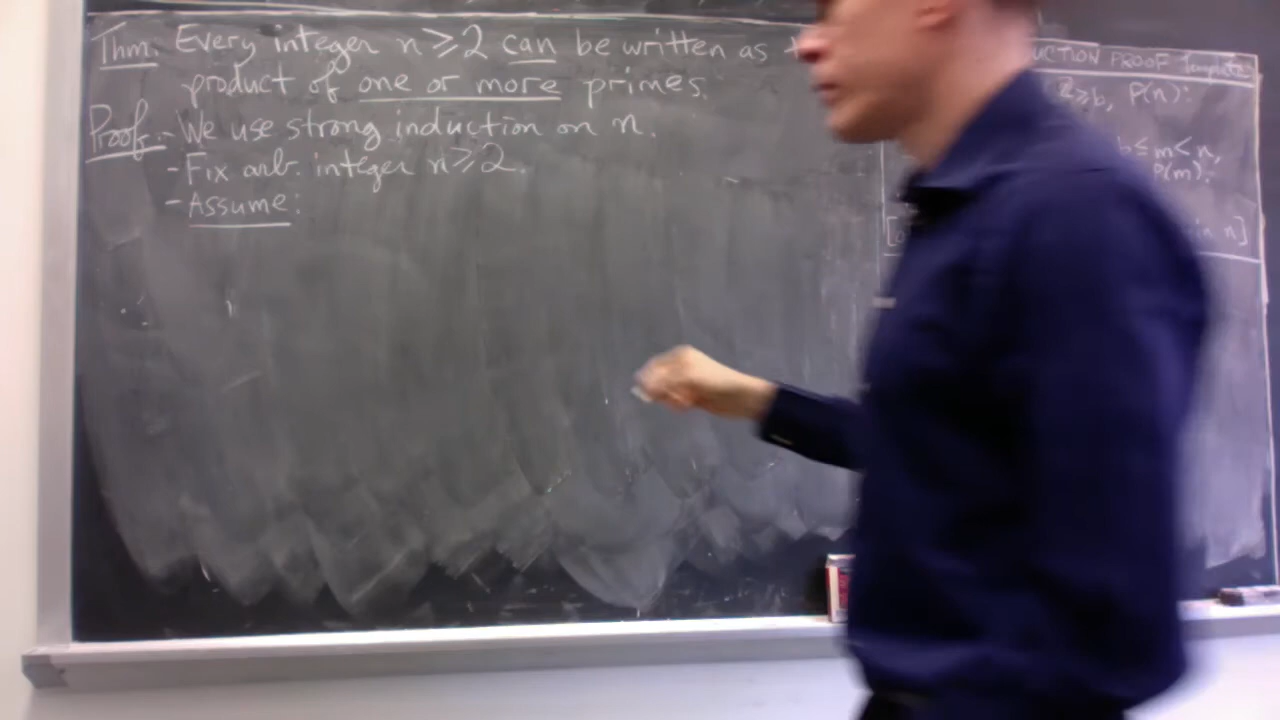 Thm. Every integer n≥2 can be written as
product of one or more primes.
Proof: - We use strong induction on n.
- Fix arb. integer n≥2.
- Assume:
UCTION PROOF Template
ℤ≥b, P(n):
b≤m<n,
P(m):
in n]